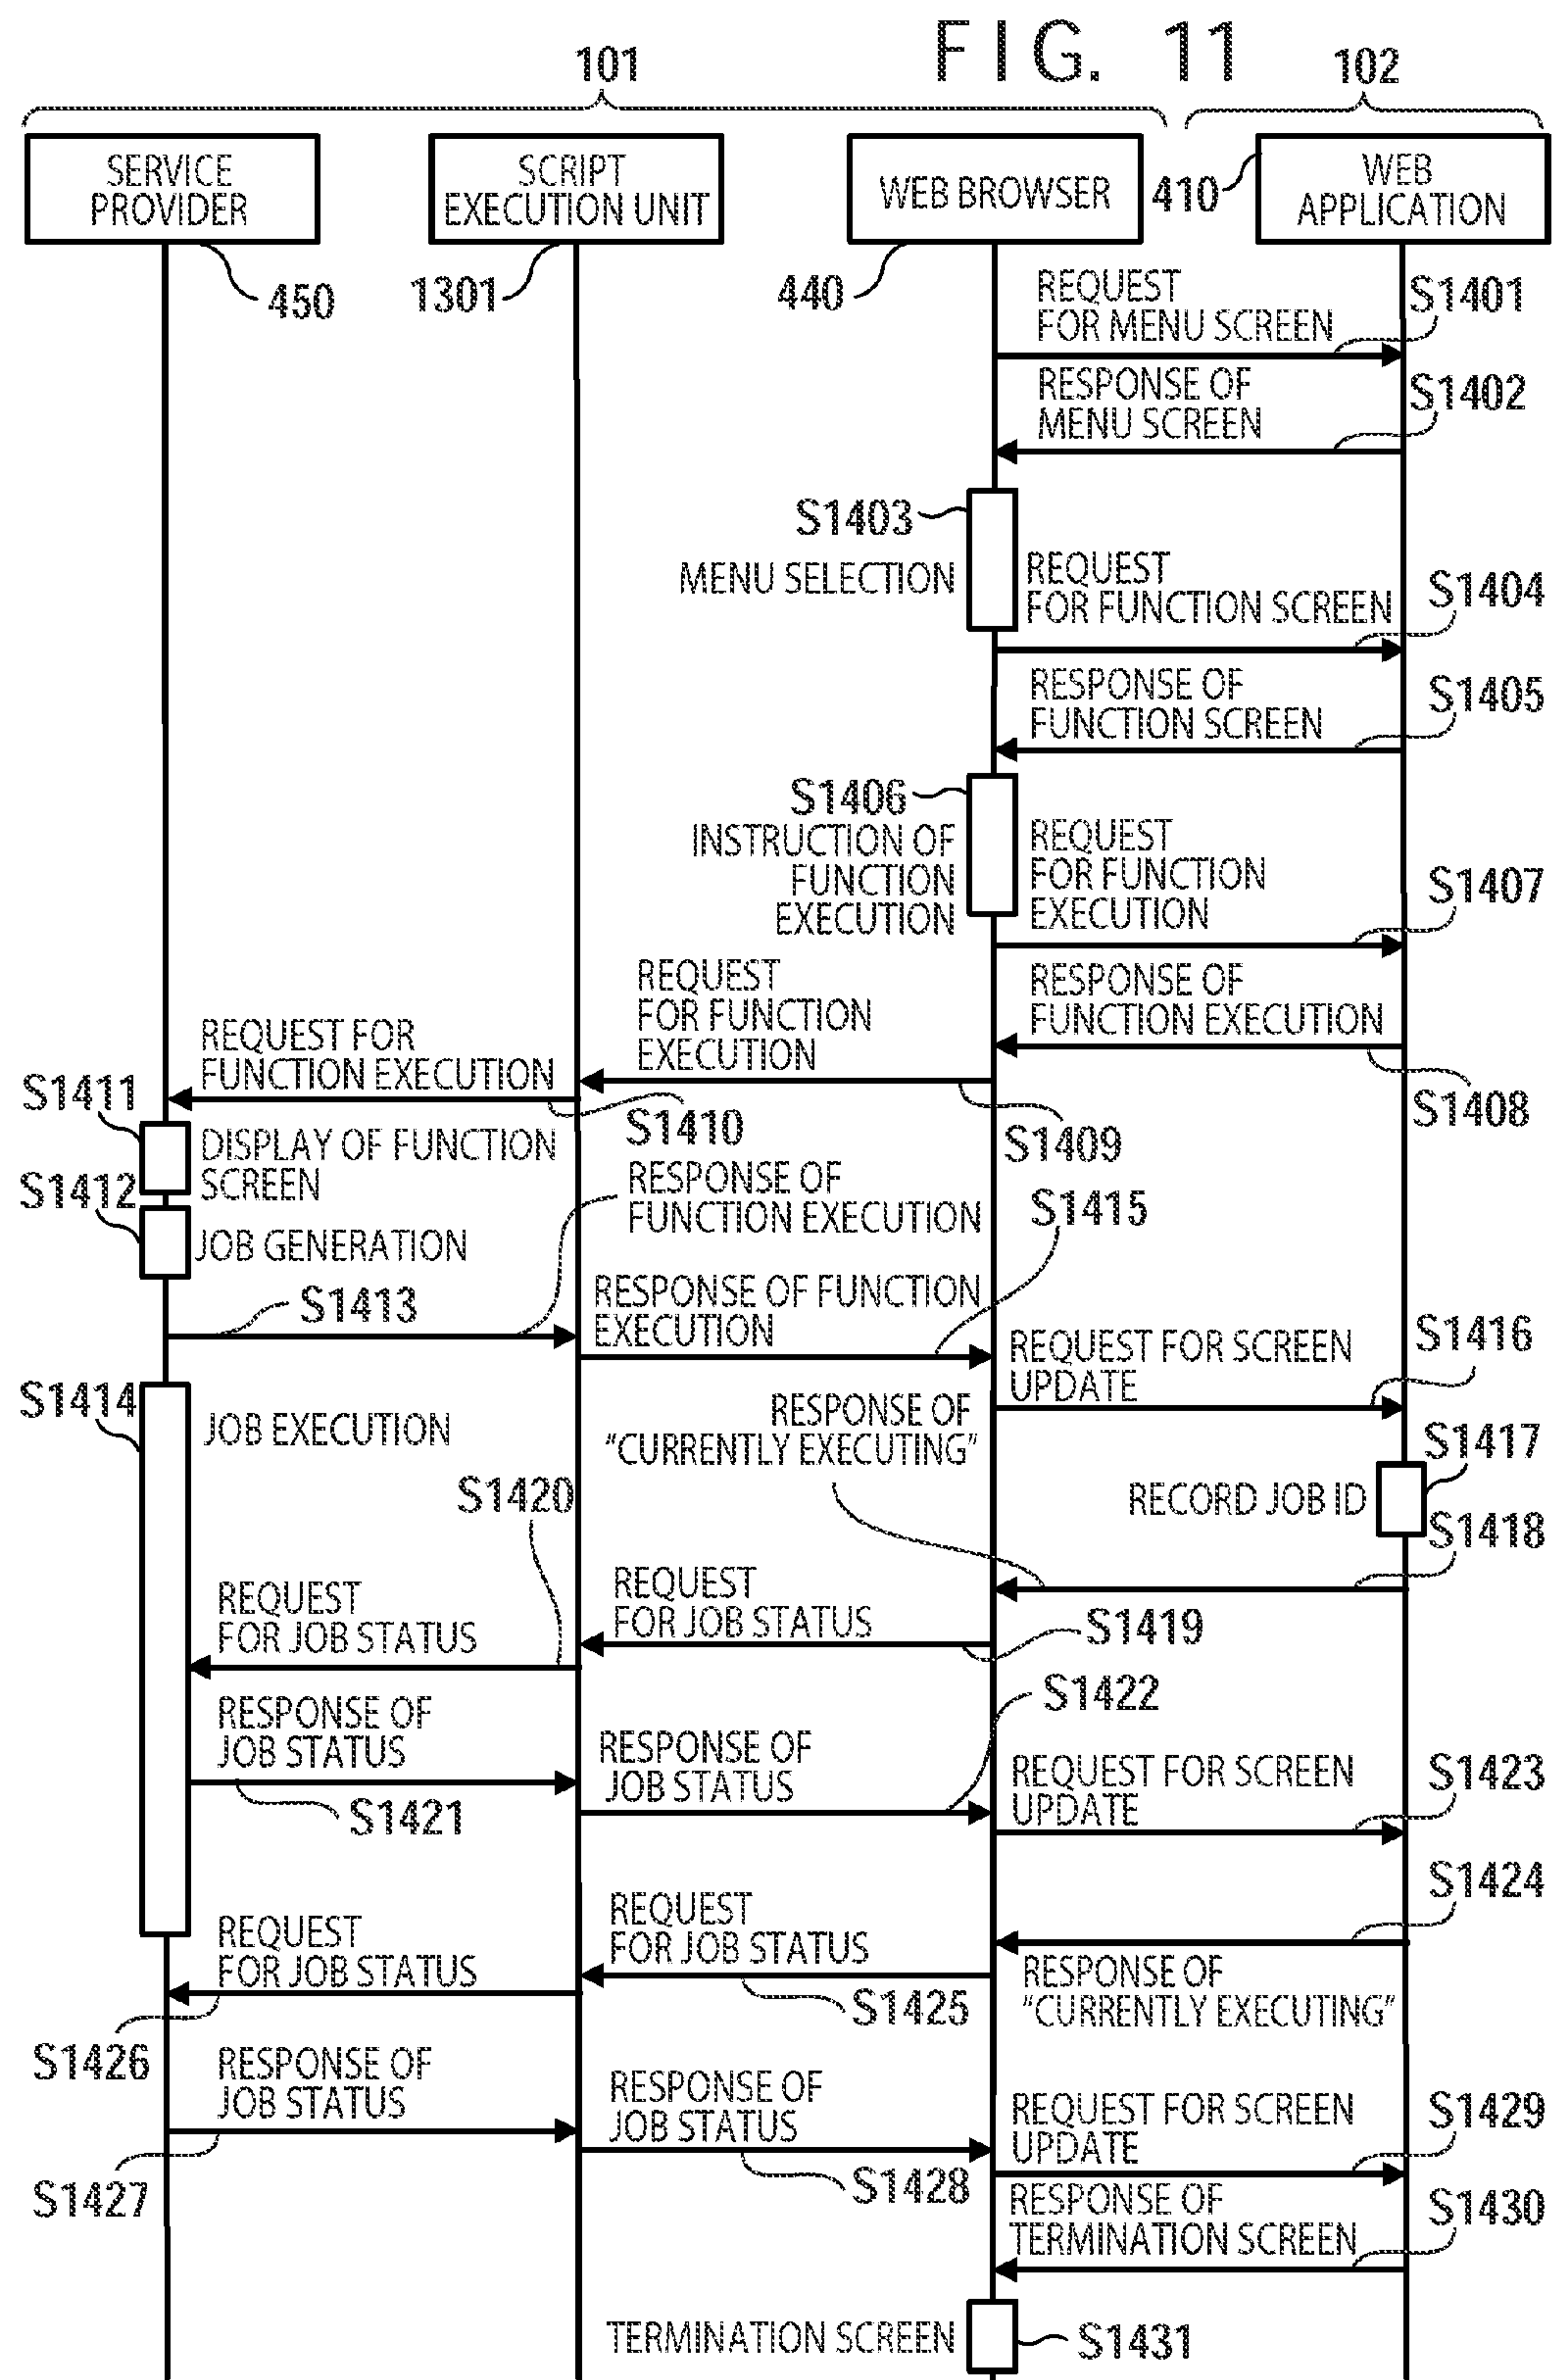 FIG. 11
101
102
SERVICE
PROVIDER
SCRIPT
EXECUTION UNIT
WEB BROWSER
WEB
APPLICATION
410
450
1301
440
REQUEST
FOR MENU SCREEN
S1401
RESPONSE OF
MENU SCREEN
S1402
S1403
MENU SELECTION
REQUEST
FOR FUNCTION SCREEN
S1404
RESPONSE OF
FUNCTION SCREEN
S1405
S1406
INSTRUCTION OF
FUNCTION
EXECUTION
REQUEST
FOR FUNCTION
EXECUTION
S1407
RESPONSE OF
FUNCTION EXECUTION
S1408
REQUEST
FOR FUNCTION
EXECUTION
S1409
REQUEST FOR
FUNCTION EXECUTION
S1410
S1411
DISPLAY OF FUNCTION
SCREEN
S1412
JOB GENERATION
RESPONSE OF
FUNCTION EXECUTION
S1413
RESPONSE OF FUNCTION
EXECUTION
S1415
REQUEST FOR SCREEN
UPDATE
S1416
S1414
JOB EXECUTION
RESPONSE OF
“CURRENTLY EXECUTING”
S1417
RECORD JOB ID
S1418
S1420
REQUEST
FOR JOB STATUS
REQUEST
FOR JOB STATUS
S1419
RESPONSE OF
JOB STATUS
S1421
RESPONSE OF
JOB STATUS
S1422
REQUEST FOR SCREEN
UPDATE
S1423
S1424
RESPONSE OF
“CURRENTLY EXECUTING”
REQUEST
FOR JOB STATUS
S1425
REQUEST
FOR JOB STATUS
S1426
RESPONSE OF
JOB STATUS
S1427
RESPONSE OF
JOB STATUS
S1428
REQUEST FOR SCREEN
UPDATE
S1429
RESPONSE OF
TERMINATION SCREEN
S1430
TERMINATION SCREEN
S1431